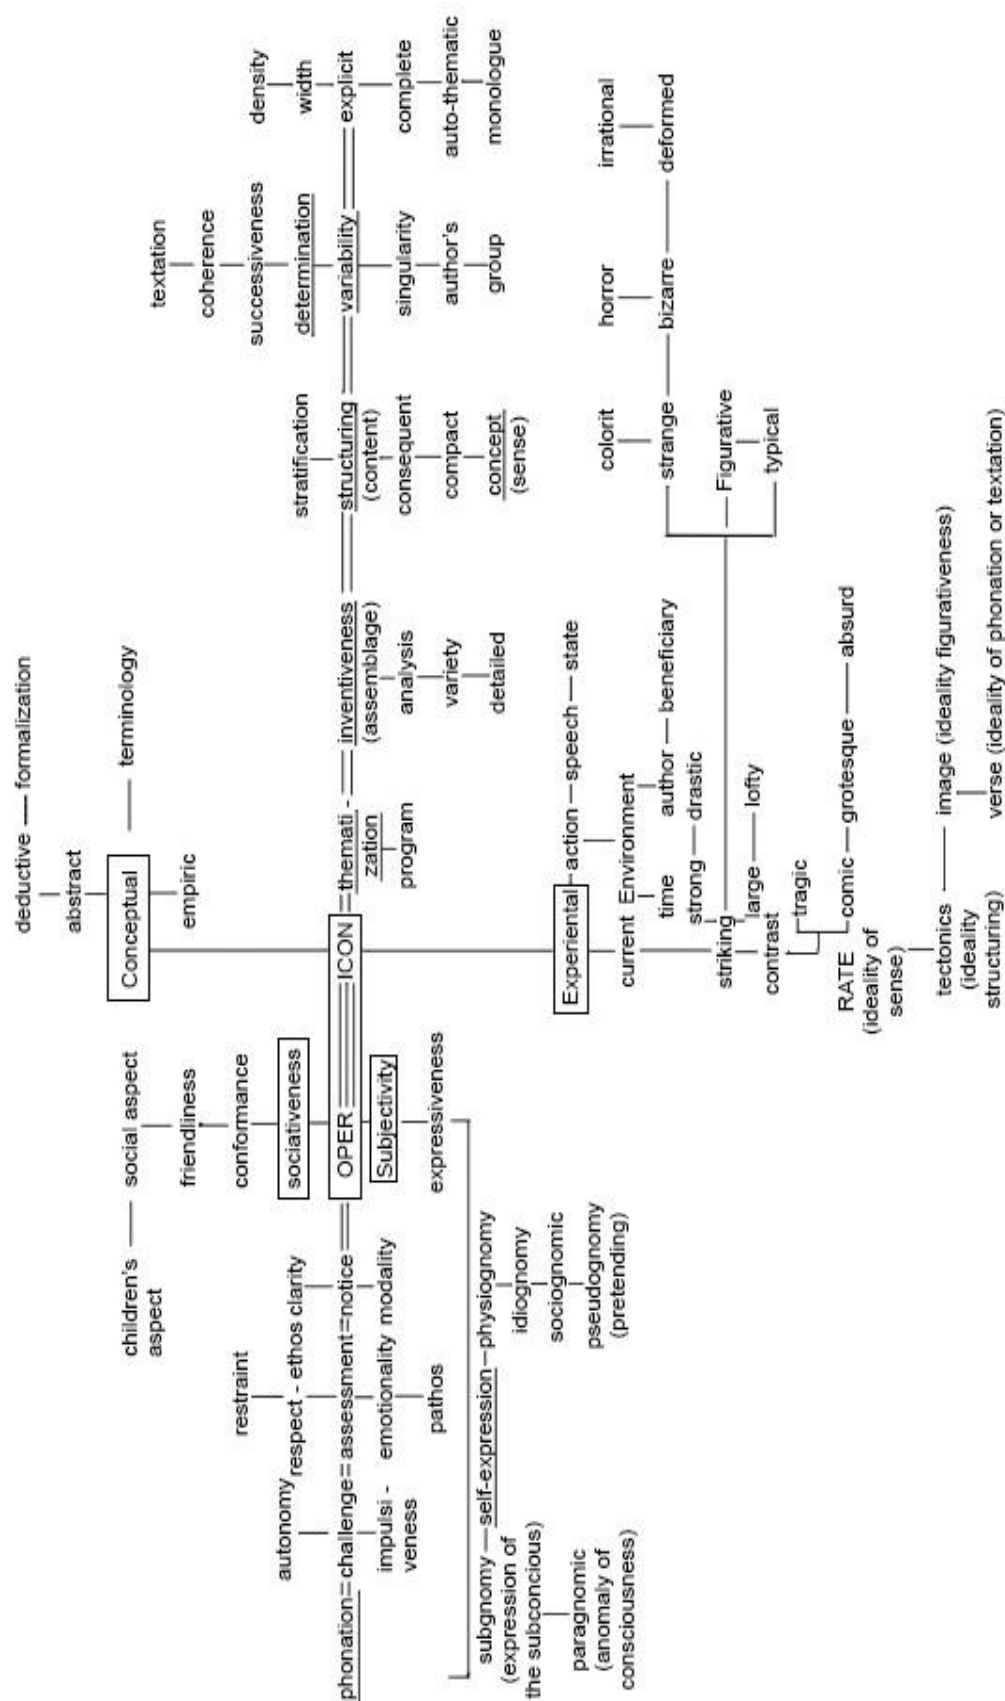 deductive — formalization
abstract
Conceptual — terminology
empiric
children's
aspect
social aspect
friendliness
conformance
sociativeness
textation
coherence
successiveness
determination
density
width
stratification
restraint
autonomy
respect - ethos clarity
phonation=challenge=assessment=notice
OPER ICON
themati -
zation
program
inventiveness
(assemblage)
analysis
variety
detailed
structuring
(content)
consequent
compact
concept
(sense)
variability
singularity
author's
group
explicit
complete
auto-thematic
monologue
impulsi -
veness
emotionality modality
pathos
Subjectivity
expressiveness
subgnomy — self-expression – physiognomy
(expression of
the subconcious)
paragnomic
(anomaly of
consciousness)
idiognomy
sociognomic
pseudognomy
(pretending)
Experiental action — speech — state
current Environment
time author — beneficiary
strong — drastic
striking large — lofty
contrast
tragic
comic — grotesque — absurd
RATE
(ideality of
sense)
tectonics
(ideality
structuring)
image (ideality figurativeness)
verse (ideality of phonation or textation)
colorit
horror
irrational
strange — bizarre — deformed
Figurative
typical